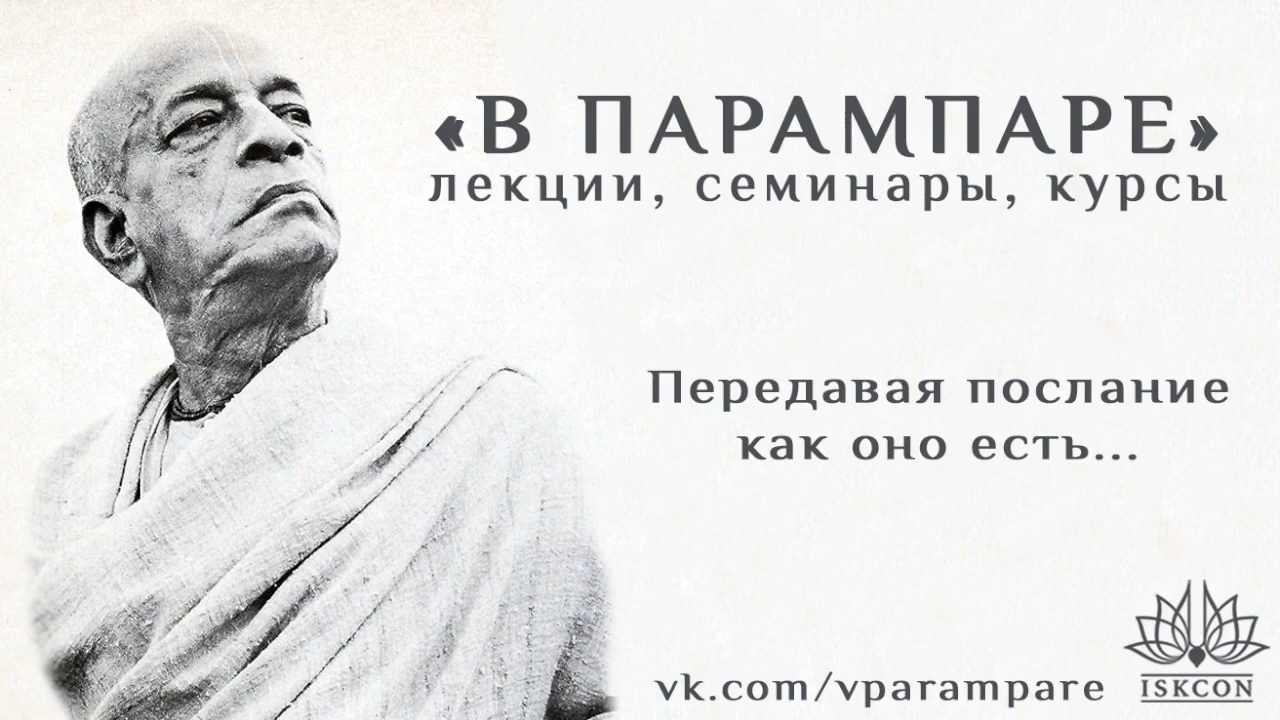 «В ПАРАМПАРЕ»
лекции, семинары, курсы
Передавая послание
как оно есть...
vk.com/vparampare
ISKCON